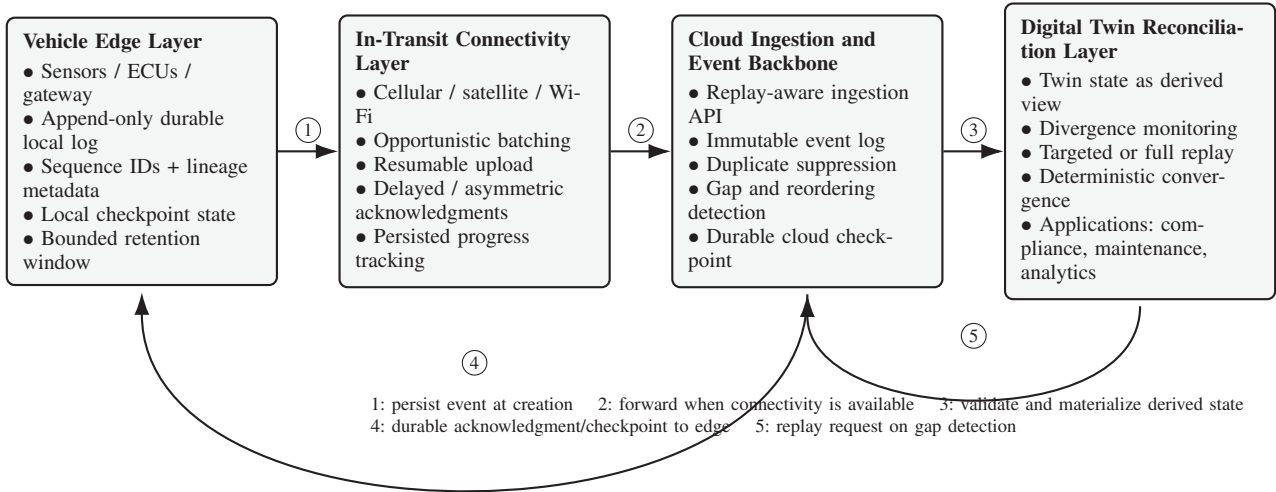 Vehicle Edge Layer
● Sensors / ECUs /
gateway
● Append-only durable
local log
● Sequence IDs + lineage
metadata
● Local checkpoint state
● Bounded retention
window
1
In-Transit Connectivity
Layer
● Cellular / satellite / Wi-
Fi
● Opportunistic batching
● Resumable upload
● Delayed / asymmetric
acknowledgments
● Persisted progress
tracking
2
Cloud Ingestion and
Event Backbone
● Replay-aware ingestion
API
● Immutable event log
● Duplicate suppression
● Gap and reordering
detection
● Durable cloud check-
point
3
Digital Twin Reconcilia-
tion Layer
● Twin state as derived
view
● Divergence monitoring
● Targeted or full replay
● Deterministic conver-
gence
● Applications: com-
pliance, maintenance,
analytics
4
5
1: persist event at creation 2: forward when connectivity is available 3: validate and materialize derived state
4: durable acknowledgment/checkpoint to edge 5: replay request on gap detection